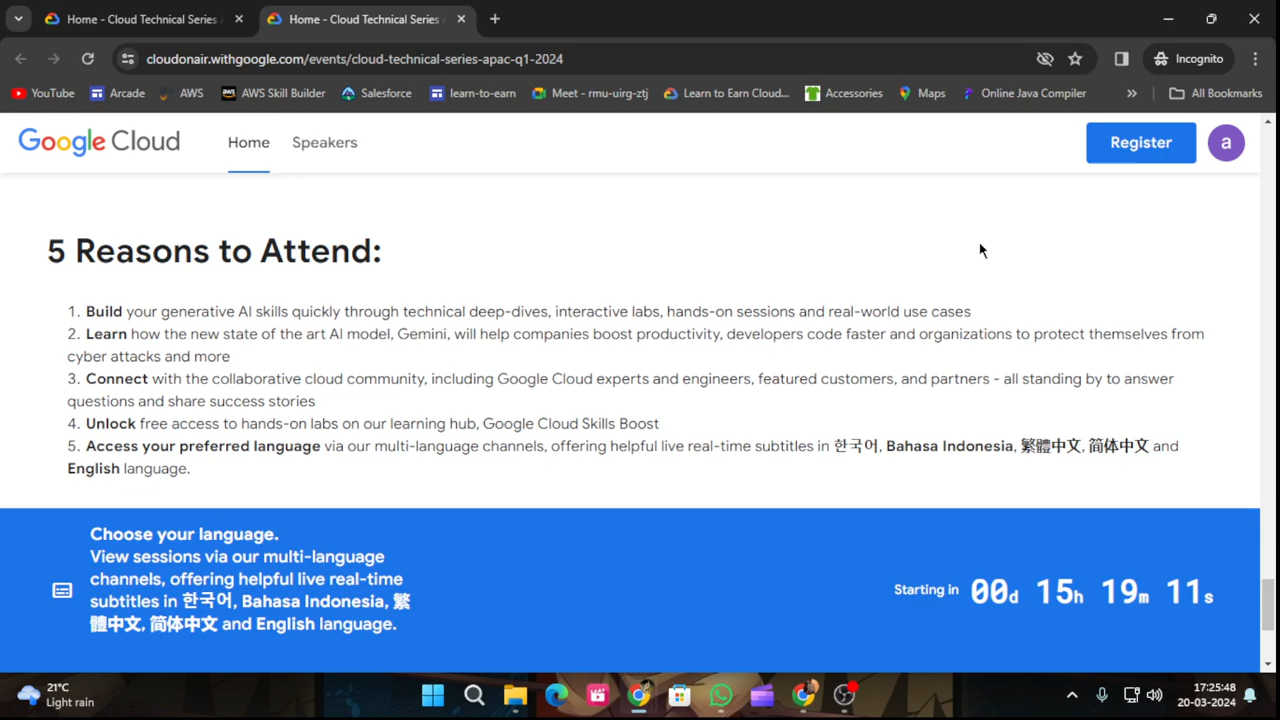 Home - Cloud Technical Series
Home - Cloud Technical Series
cloudonair.withgoogle.com/events/cloud-technical-series-apac-q1-2024
Incognito
YouTube
Arcade
AWS
AWS Skill Builder
Salesforce
learn-to-earn
Meet - rmu-uirg-ztj
Learn to Earn Cloud...
Accessories
Maps
Online Java Compiler
All Bookmarks
Google Cloud
Home
Speakers
Register
a
5 Reasons to Attend:
1. Build your generative AI skills quickly through technical deep-dives, interactive labs, hands-on sessions and real-world use cases
2. Learn how the new state of the art AI model, Gemini, will help companies boost productivity, developers code faster and organizations to protect themselves from
cyber attacks and more
3. Connect with the collaborative cloud community, including Google Cloud experts and engineers, featured customers, and partners - all standing by to answer
questions and share success stories
4. Unlock free access to hands-on labs on our learning hub, Google Cloud Skills Boost
5. Access your preferred language via our multi-language channels, offering helpful live real-time subtitles in 한국어, Bahasa Indonesia, 繁體中文, 简体中文 and
English language.
Choose your language.
View sessions via our multi-language
channels, offering helpful live real-time
subtitles in 한국어, Bahasa Indonesia, 繁
體中文, 简体中文 and English language.
Starting in 00d 15h 19m 11s
21°C
Light rain
17:25:48
20-03-2024